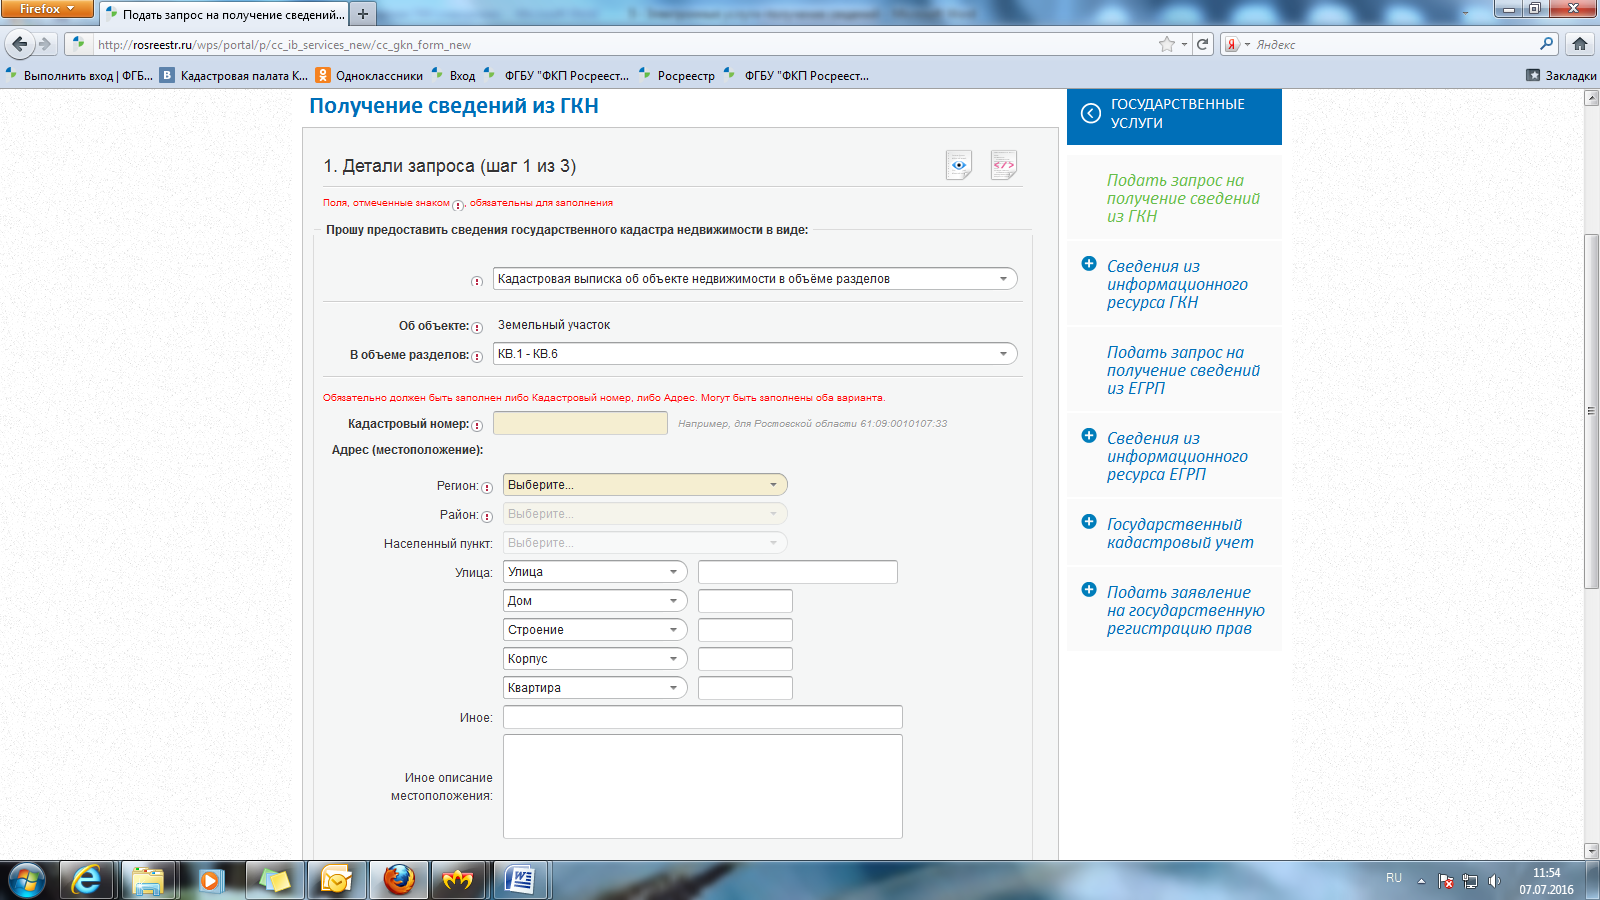 Firefox
Подать запрос на получение сведений...
http://rosreestr.ru/wps/portal/p/cc_ib_services_new/cc_gkn_form_new
Яндекс
Выполнить вход | ФГБ...
Кадастровая палата К...
Одноклассники
Вход
ФГБУ "ФКП Росреест...
Росреестр
ФГБУ "ФКП Росреест...
Закладки
Получение сведений из ГКН
1. Детали запроса (шаг 1 из 3)
Поля, отмеченные знаком , обязательны для заполнения
Прошу предоставить сведения государственного кадастра недвижимости в виде:
Кадастровая выписка об объекте недвижимости в объёме разделов
Об объекте: Земельный участок
В объеме разделов: КВ.1 - КВ.6
Обязательно должен быть заполнен либо Кадастровый номер, либо Адрес. Могут быть заполнены оба варианта.
Кадастровый номер: Например, для Ростовской области 61:09:0010107:33
Адрес (местоположение):
Регион: Выберите...
Район: Выберите...
Населенный пункт: Выберите...
Улица: Улица
Дом
Строение
Корпус
Квартира
Иное:
Иное описание
местоположения:
ГОСУДАРСТВЕННЫЕ
УСЛУГИ
Подать запрос на
получение сведений
из ГКН
Сведения из
информационного
ресурса ГКН
Подать запрос на
получение сведений
из ЕГРП
Сведения из
информационного
ресурса ЕГРП
Государственный
кадастровый учет
Подать заявление
на государственную
регистрацию прав
RU
11:54
07.07.2016